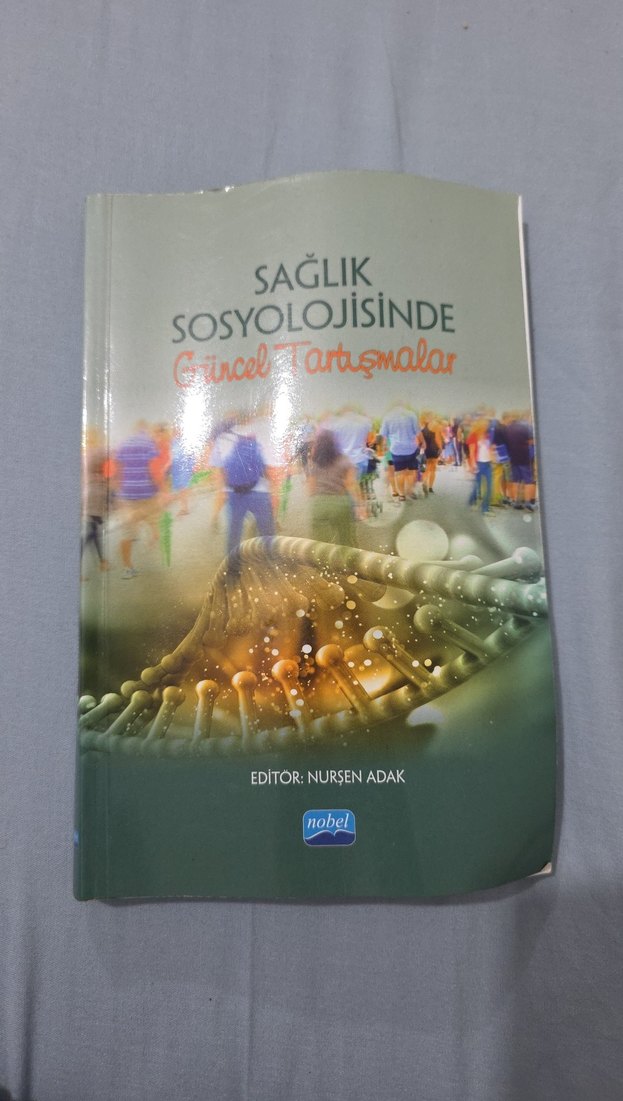 SAĞLIK
SOSYOLOJİSİNDE
Güncel Tartışmalar
EDİTÖR: NURŞEN ADAK
nobel